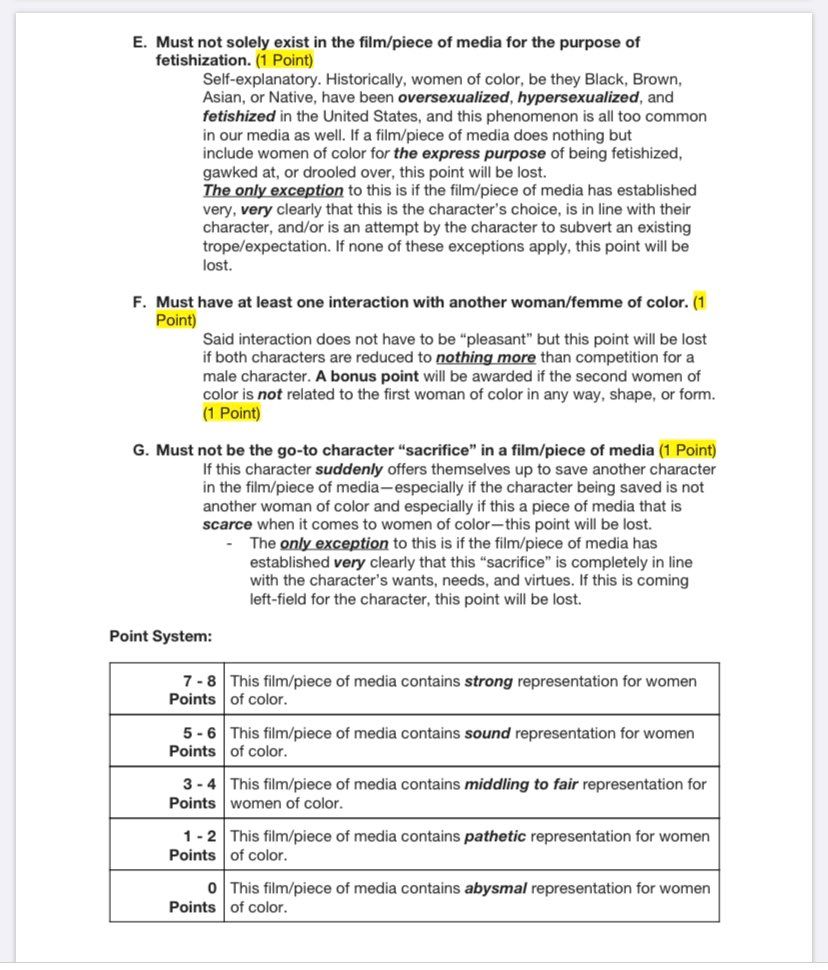 E. Must not solely exist in the film/piece of media for the purpose of
fetishization. (1 Point)
Self-explanatory. Historically, women of color, be they Black, Brown,
Asian, or Native, have been oversexualized, hypersexualized, and
fetishized in the United States, and this phenomenon is all too common
in our media as well. If a film/piece of media does nothing but
include women of color for the express purpose of being fetishized,
gawked at, or drooled over, this point will be lost.
The only exception to this is if the film/piece of media has established
very, very clearly that this is the character's choice, is in line with their
character, and/or is an attempt by the character to subvert an existing
trope/expectation. If none of these exceptions apply, this point will be
lost.
F. Must have at least one interaction with another woman/femme of color. (1
Point)
Said interaction does not have to be “pleasant” but this point will be lost
if both characters are reduced to nothing more than competition for a
male character. A bonus point will be awarded if the second women of
color is not related to the first woman of color in any way, shape, or form.
(1 Point)
G. Must not be the go-to character “sacrifice” in a film/piece of media (1 Point)
If this character suddenly offers themselves up to save another character
in the film/piece of media—especially if the character being saved is not
another woman of color and especially if this a piece of media that is
scarce when it comes to women of color—this point will be lost.
- The only exception to this is if the film/piece of media has
established very clearly that this “sacrifice” is completely in line
with the character's wants, needs, and virtues. If this is coming
left-field for the character, this point will be lost.
Point System:
7 - 8 This film/piece of media contains strong representation for women
Points of color.
5 - 6 This film/piece of media contains sound representation for women
Points of color.
3 - 4 This film/piece of media contains middling to fair representation for
Points women of color.
1 - 2 This film/piece of media contains pathetic representation for women
Points of color.
0 This film/piece of media contains abysmal representation for women
Points of color.